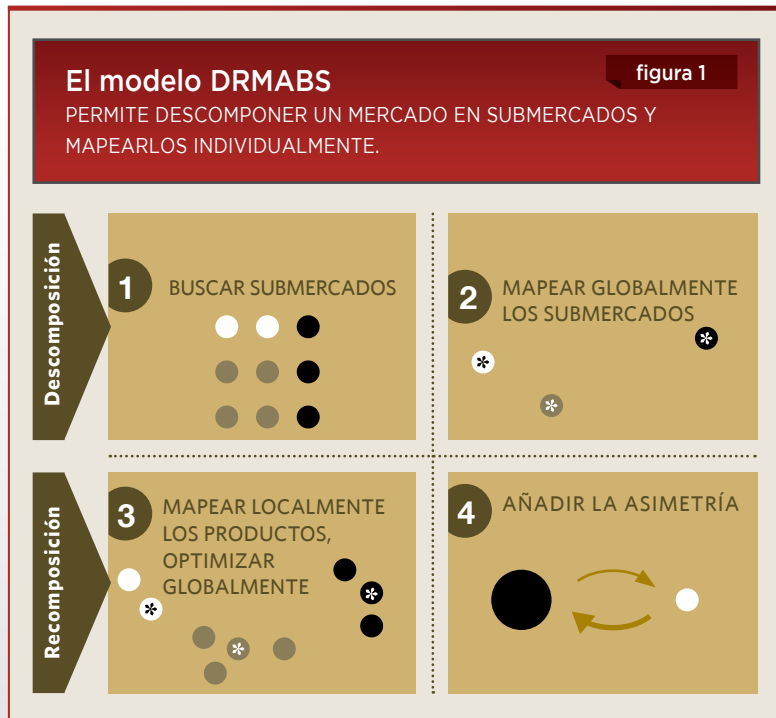 El modelo DRMABS
figura 1
PERMITE DESCOMPONER UN MERCADO EN SUBMERCADOS Y
MAPEARLOS INDIVIDUALMENTE.
Descomposición
1
BUSCAR SUBMERCADOS
2
MAPEAR GLOBALMENTE
LOS SUBMERCADOS
Recomposición
3
MAPEAR LOCALMENTE
LOS PRODUCTOS,
OPTIMIZAR
GLOBALMENTE
4
AÑADIR LA ASIMETRÍA